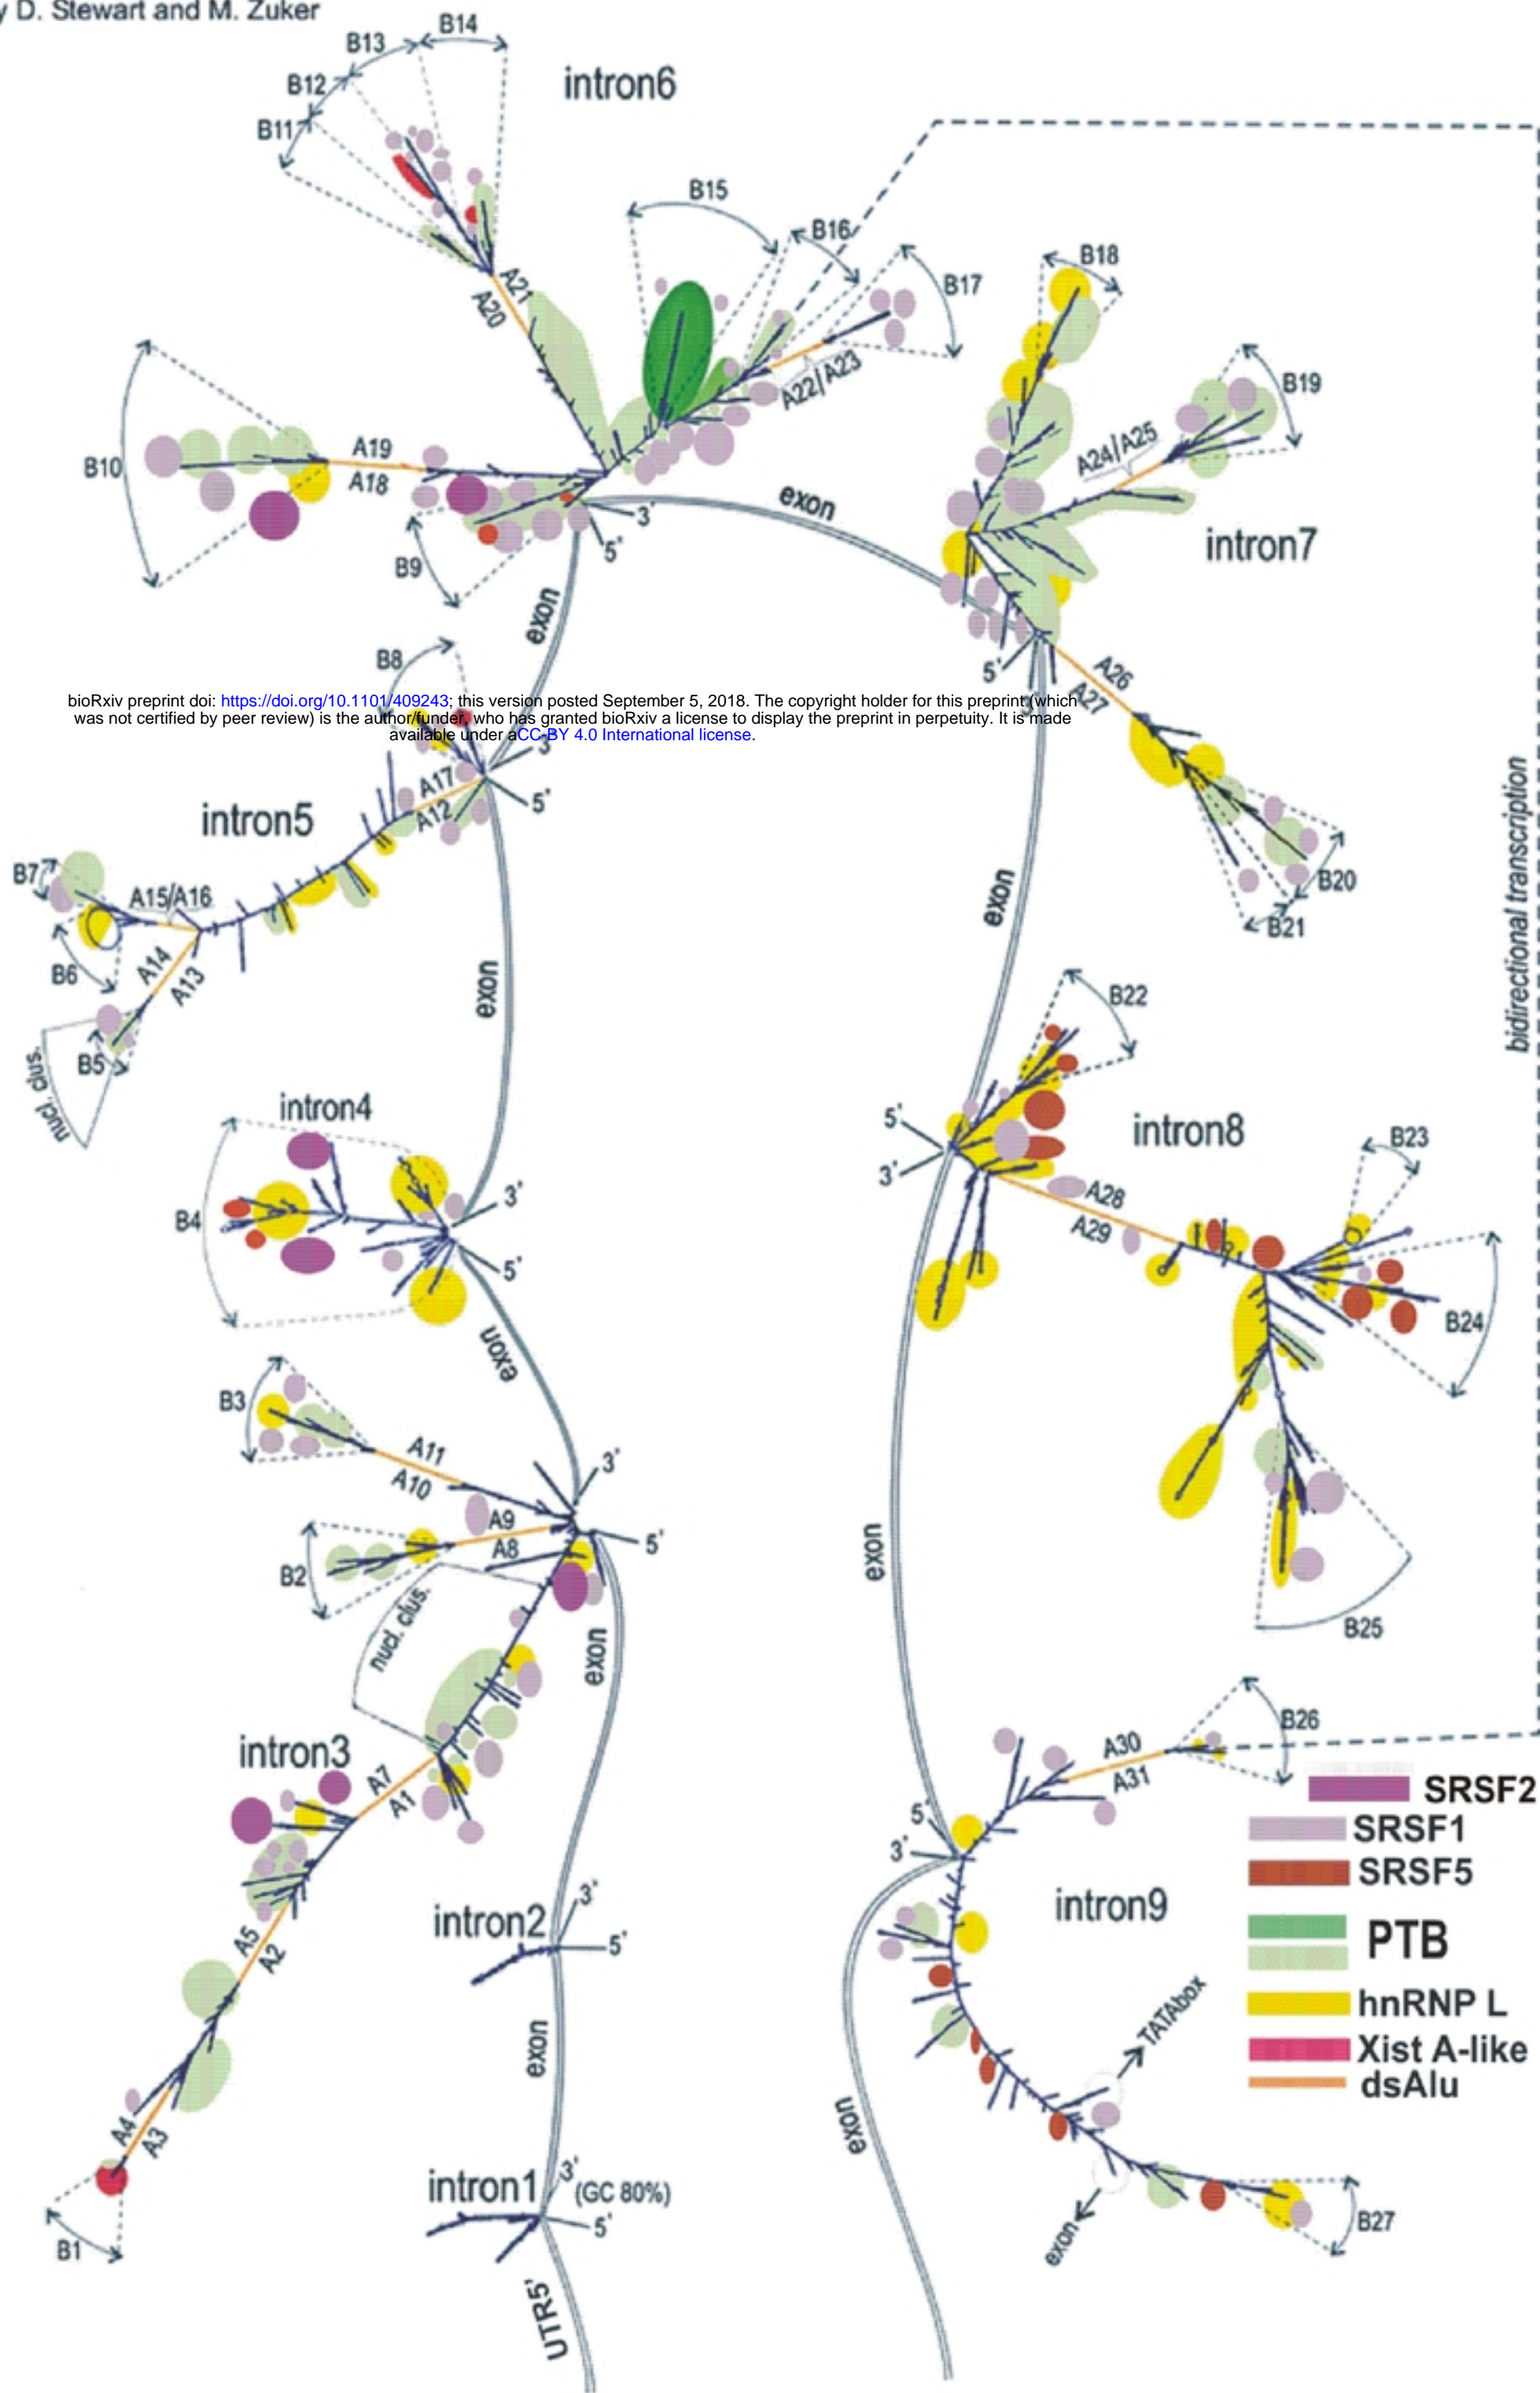 y D. Stewart and M. Zuker
B14
B13
B12
B11
intron6
B15
B16
B17
B18
A21
A20
A22/A23
B19
B10
A19
A18
A24/A25
exon
3'
5'
B9
intron7
exon
B8
5'
3'
A26
A27
bioRxiv preprint doi: https://doi.org/10.1101/409243; this version posted September 5, 2018. The copyright holder for this preprint (which
was not certified by peer review) is the author/funder, who has granted bioRxiv a license to display the preprint in perpetuity. It is made
available under aCC-BY 4.0 International license.
3'
A17
A12
5'
intron5
bidirectional transcription
B7
A15/A16
B20
B21
exon
B6
A14
A13
exon
B5
nucl. clus.
B22
intron4
5'
3'
intron8
B23
B4
3'
5'
A28
A29
B24
exon
B3
A11
A10
3'
A9
A8
5'
B2
exon
nucl. clus.
exon
B25
intron3
A7
A1
A30
A31
B26
SRSF2
SRSF1
SRSF5
5'
3'
intron2
3'
5'
intron9
PTB
A5
A2
exon
TATAbox
hnRNP L
Xist A-like
dsAlu
A4
A3
exon
intron1
3'
(GC 80%)
5'
B1
exon
B27
UTR5'